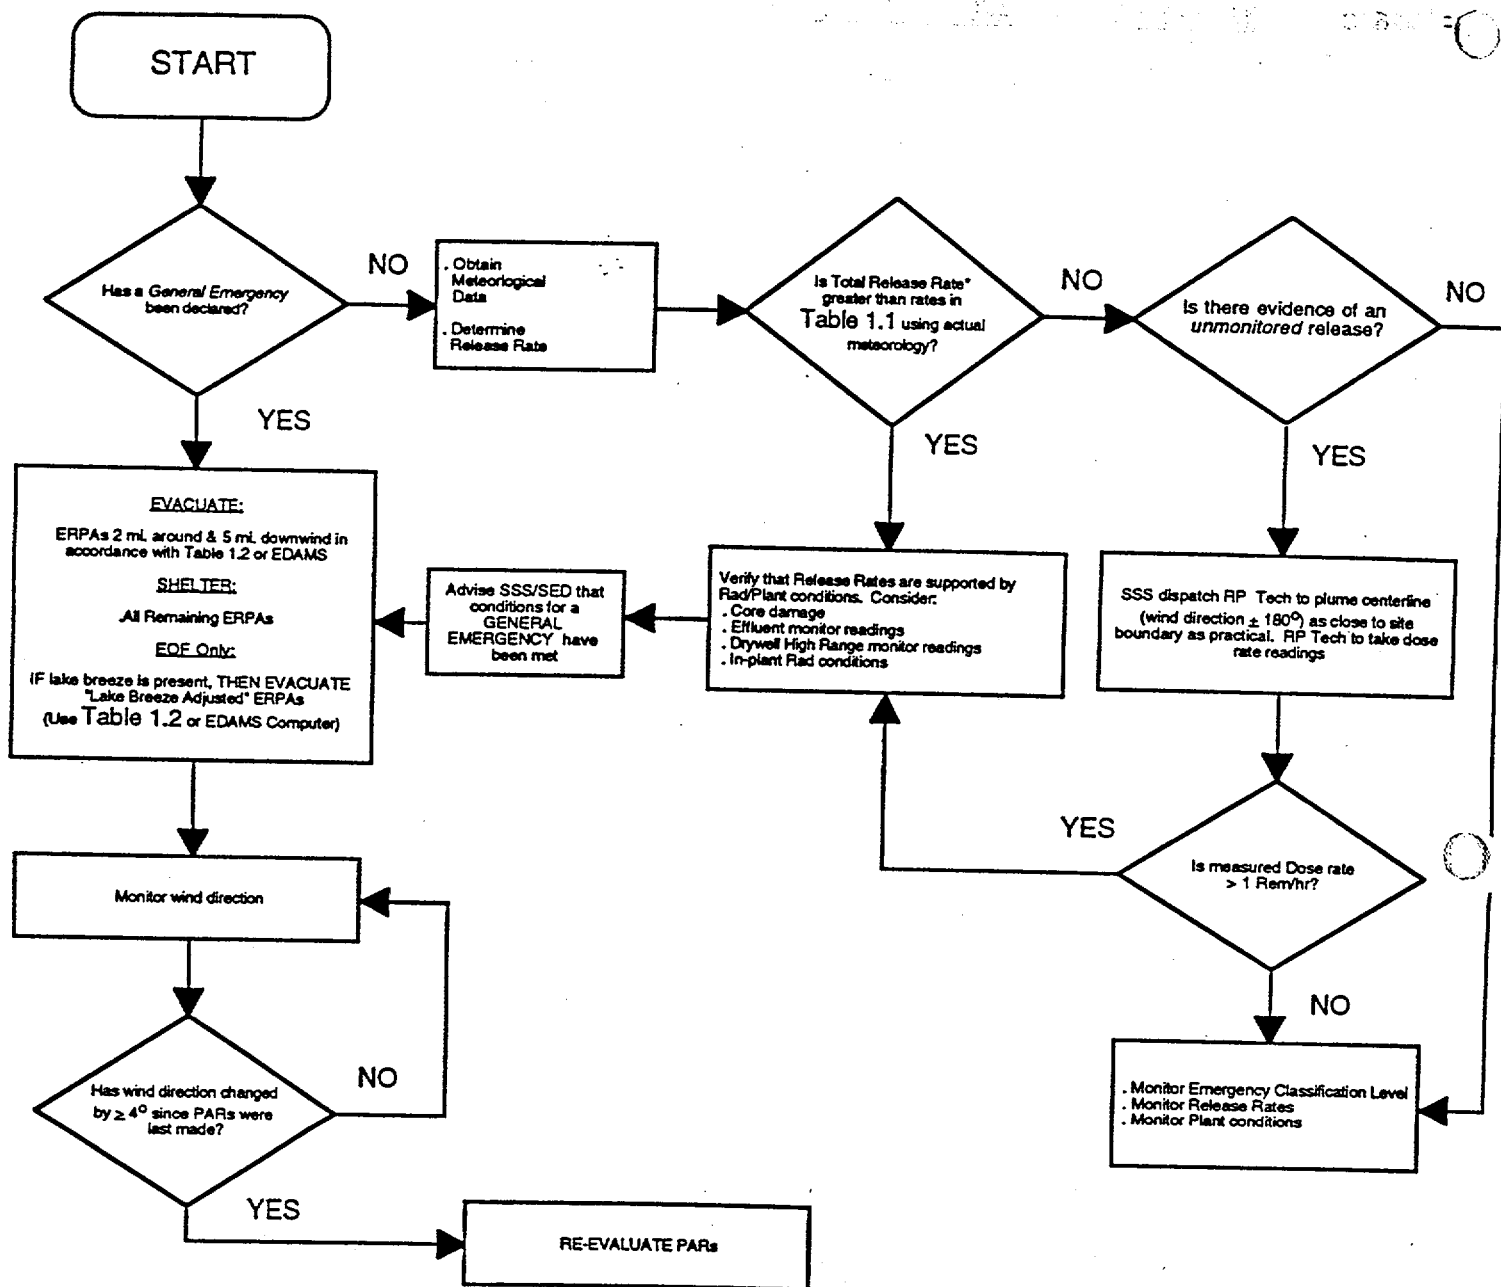 START
Has a General Emergency
been declared?
NO
. Obtain
Meteorlogical
Data
. Determine
Release Rate
Is Total Release Rate*
greater than rates in
Table 1.1 using actual
meteorology?
NO
Is there evidence of an
unmonitored release?
NO
YES
YES
YES
EVACUATE:
ERPAs 2 mi. around & 5 mi. downwind in
accordance with Table 1.2 or EDAMS
SHELTER:
.All Remaining ERPAs
EOF Only:
IF lake breeze is present, THEN EVACUATE
"Lake Breeze Adjusted" ERPAs
(Use Table 1.2 or EDAMS Computer)
Advise SSS/SED that
conditions for a
GENERAL
EMERGENCY have
been met
Verify that Release Rates are supported by
Rad/Plant conditions. Consider:
. Core damage
. Effluent monitor readings
. Drywell High Range monitor readings
. In-plant Rad conditions
SSS dispatch RP Tech to plume centerline
(wind direction ± 180º) as close to site
boundary as practical. RP Tech to take dose
rate readings
YES
Is measured Dose rate
> 1 Rem/hr?
Monitor wind direction
NO
Has wind direction changed
by ≥ 4º since PARs were
last made?
NO
. Monitor Emergency Classification Level
. Monitor Release Rates
. Monitor Plant conditions
YES
RE-EVALUATE PARs